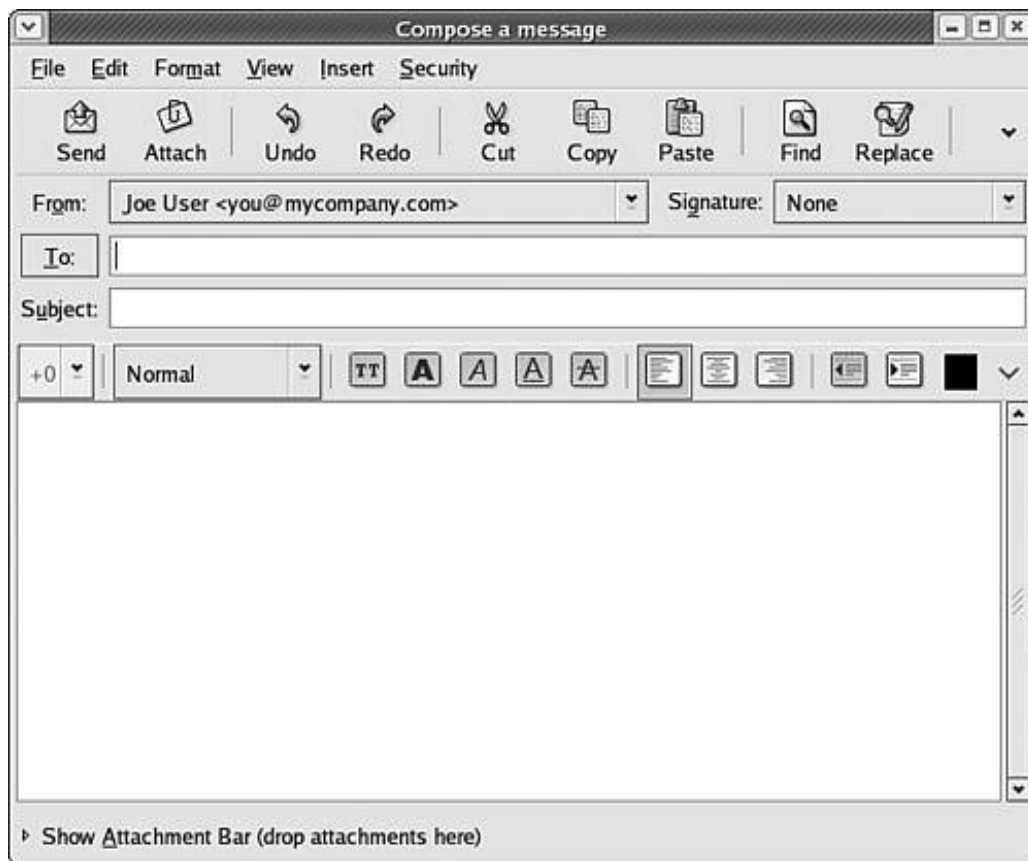 Compose a message
File Edit Format View Insert Security
Send Attach Undo Redo Cut Copy Paste Find Replace
From: Joe User <you@mycompany.com> Signature: None
To:
Subject:
+0 Normal TT A A A A
Show Attachment Bar (drop attachments here)